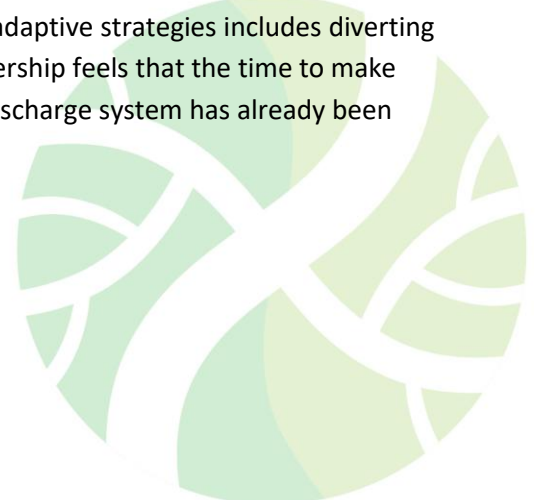 adaptive strategies includes diverting
ership feels that the time to make
scharge system has already been